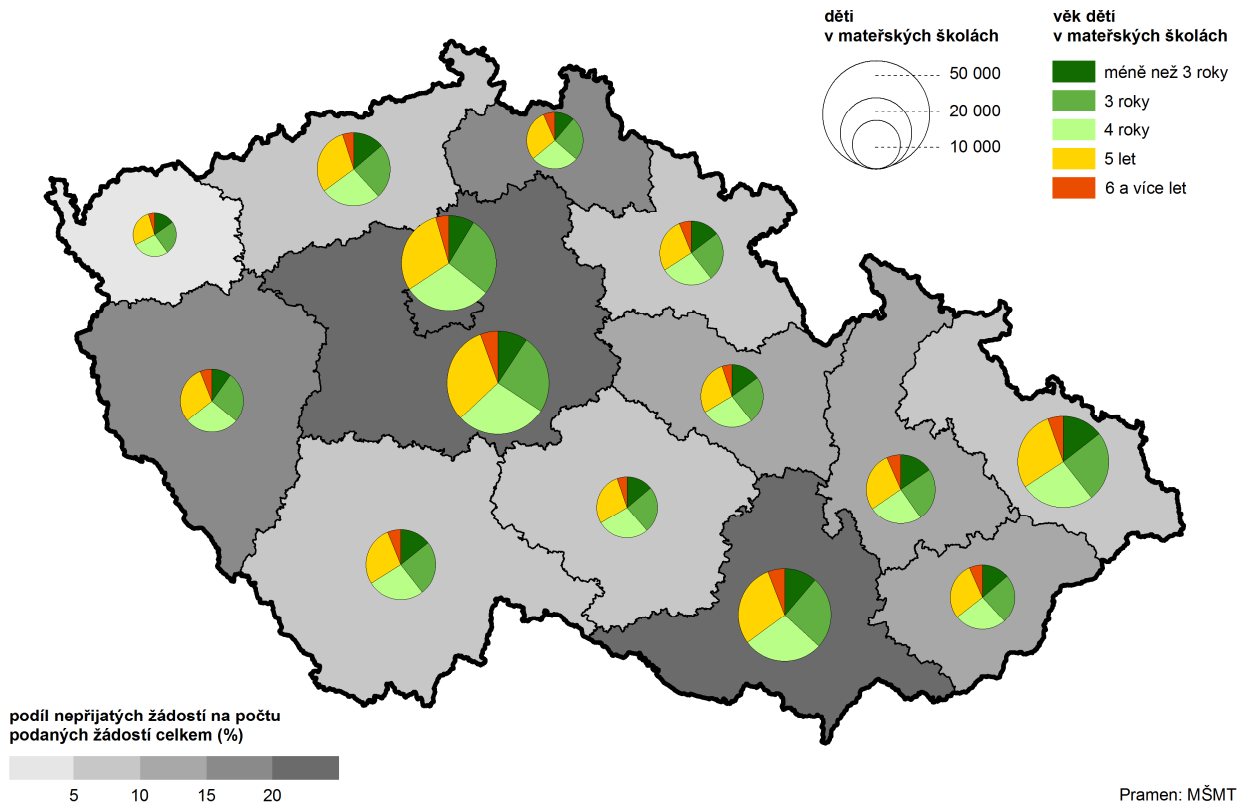 děti
v mateřských školách
50 000
20 000
10 000
věk dětí
v mateřských školách
méně než 3 roky
3 roky
4 roky
5 let
6 a více let
podíl nepřijatých žádostí na počtu
podaných žádostí celkem (%)
5 10 15 20
Pramen: MŠMT